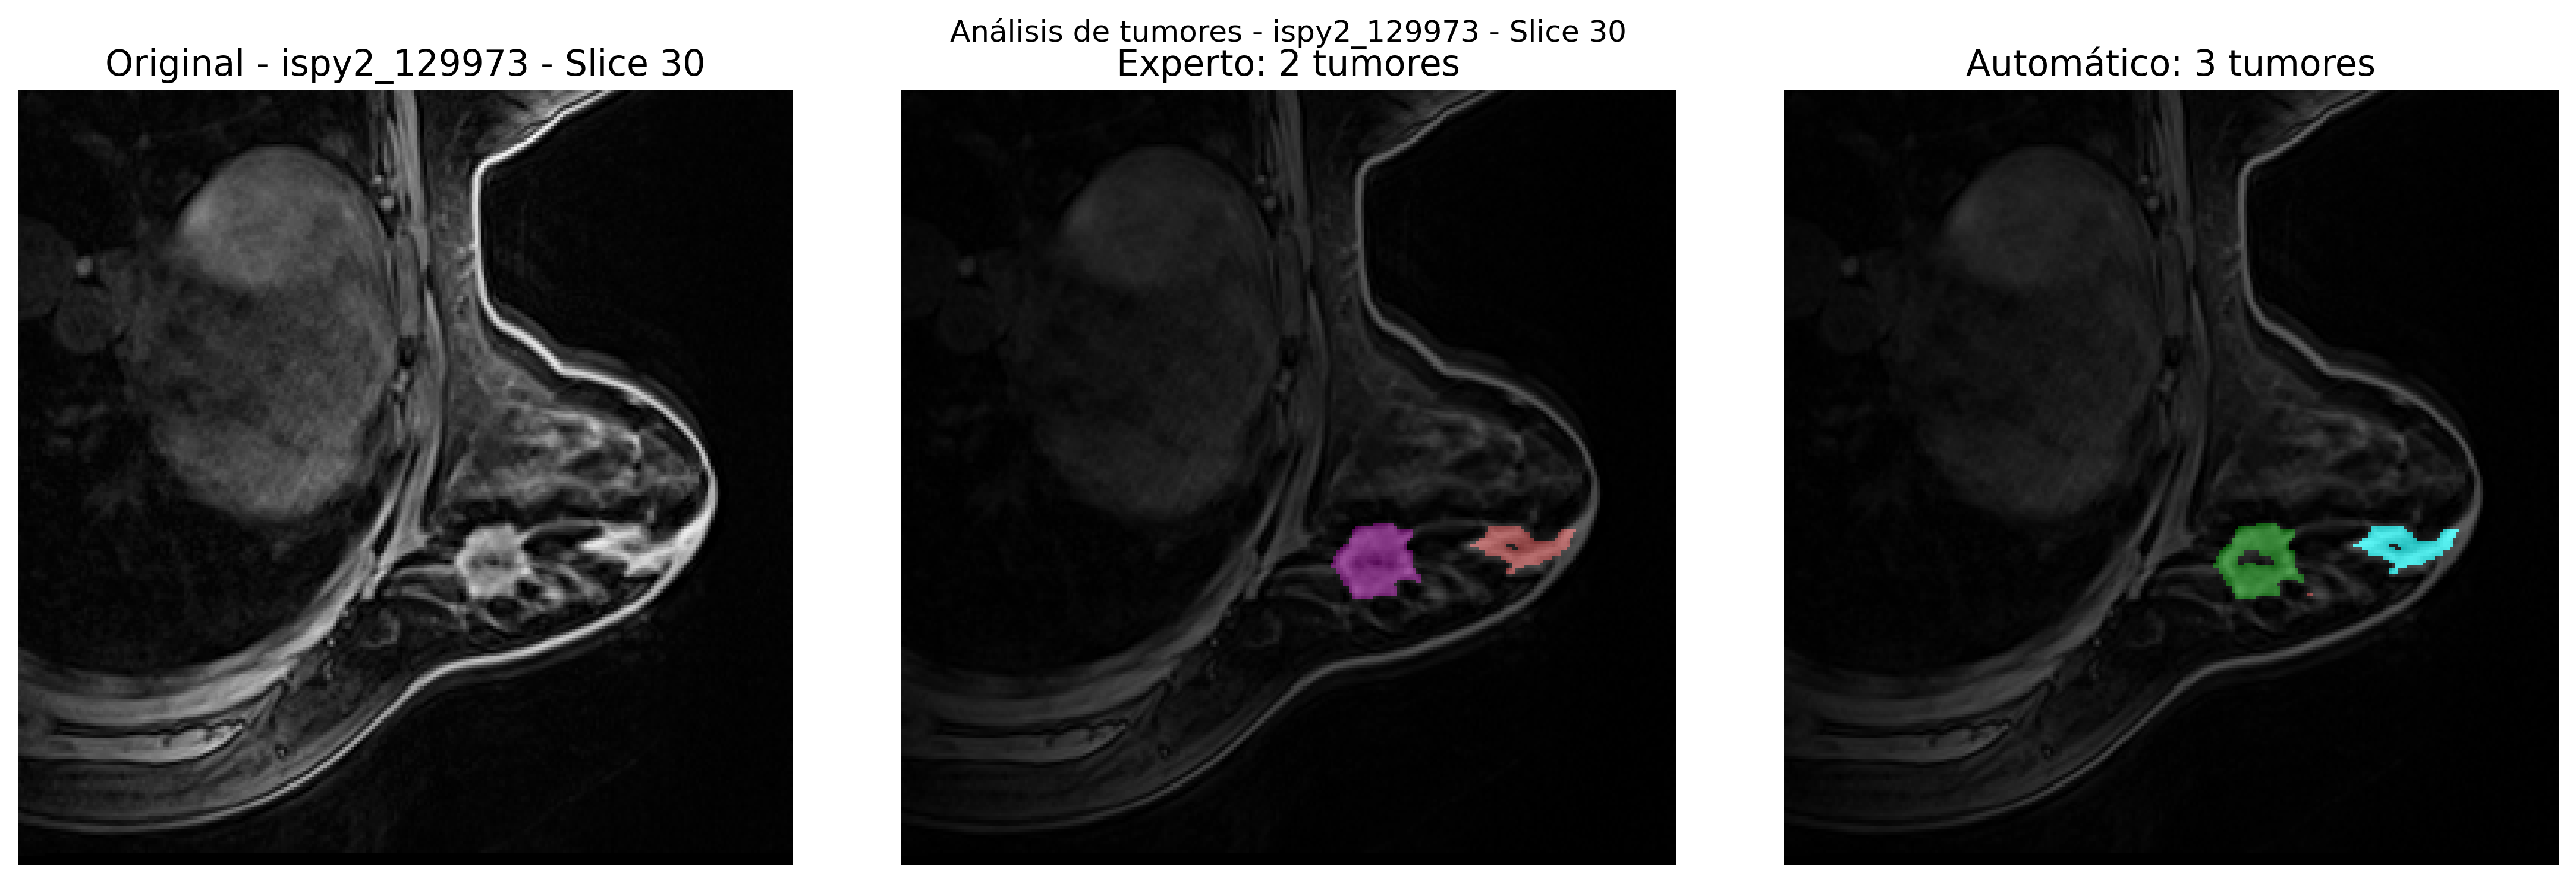 Análisis de tumores - ispy2_129973 - Slice 30
Original - ispy2_129973 - Slice 30
Experto: 2 tumores
Automático: 3 tumores